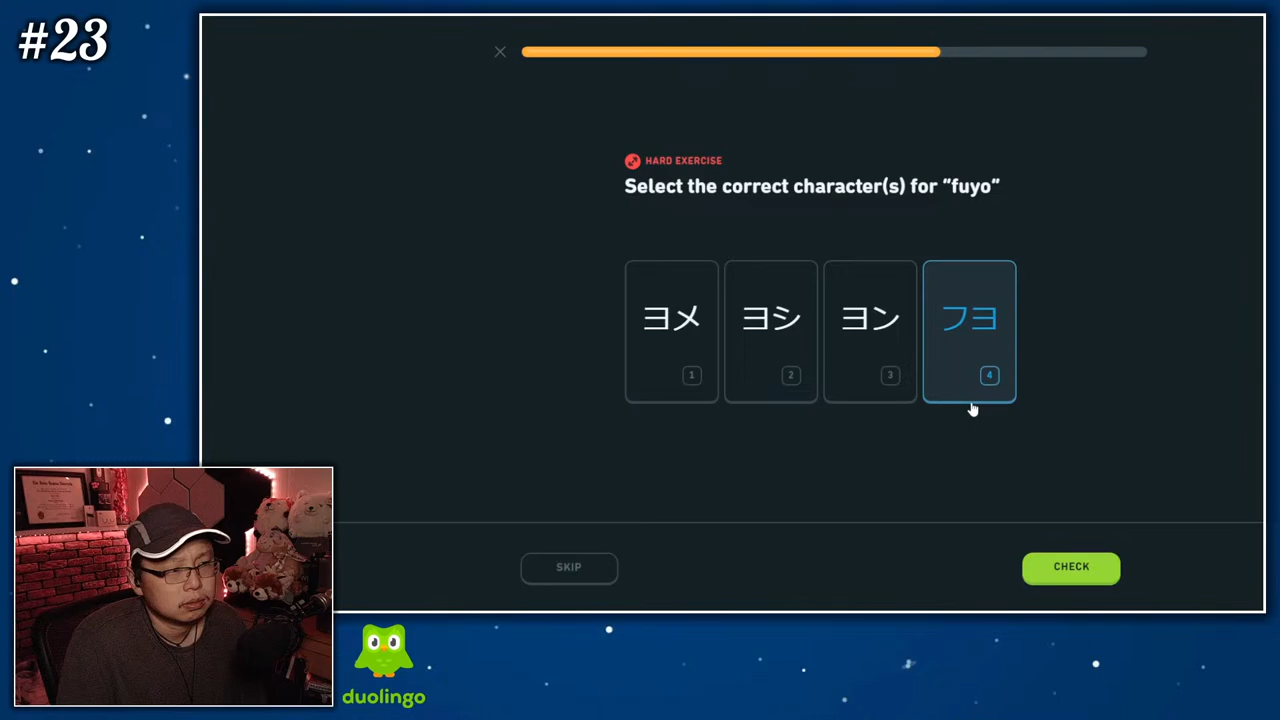 #23
HARD EXERCISE
Select the correct character(s) for "fuyo"
ヨメ
1
ヨシ
2
ヨン
3
フヨ
4
SKIP
CHECK
duolingo